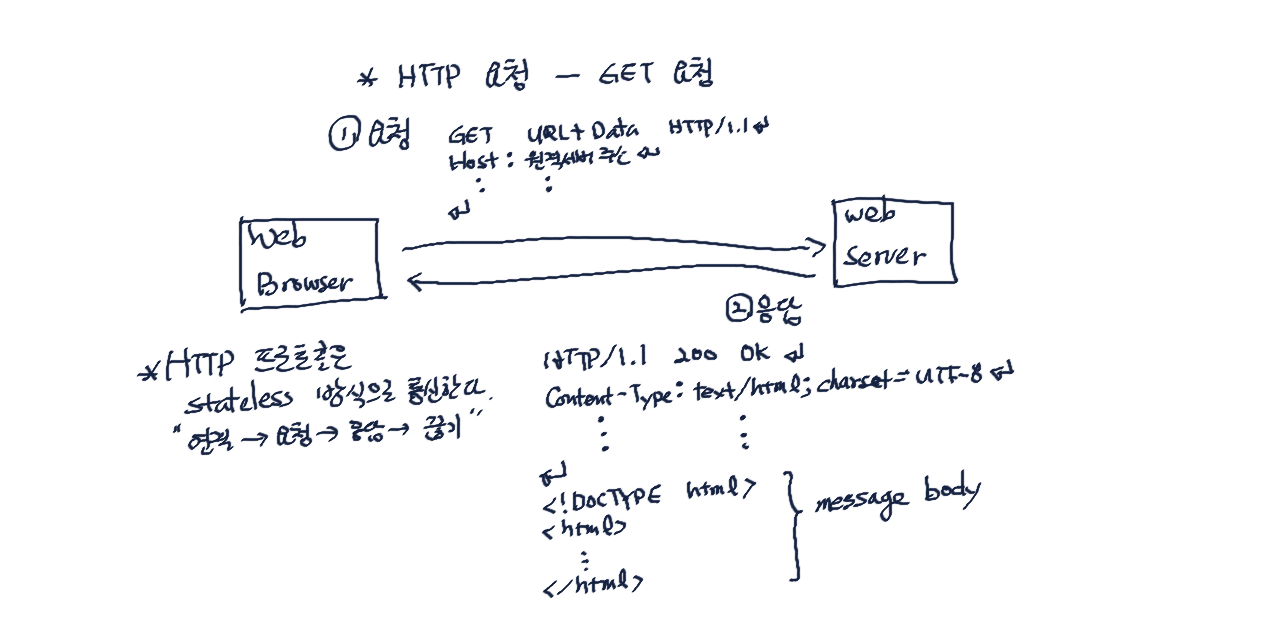 * HTTP 요청 — GET 요청
① 요청 GET URL+Data HTTP/1.1↵
Host : 원격서버 주소↵
: :
↵
Web
Browser
Web
Server
② 응답
*HTTP 프로토콜은
stateless 방식으로 통신한다.
"연결→요청→응답→끊기"
HTTP/1.1 200 OK ↵
Content-Type: text/html; charset=UTF-8↵
⋮ ⋮
↵
<!DOCTYPE html>
<html>
⋮
</html>
message body